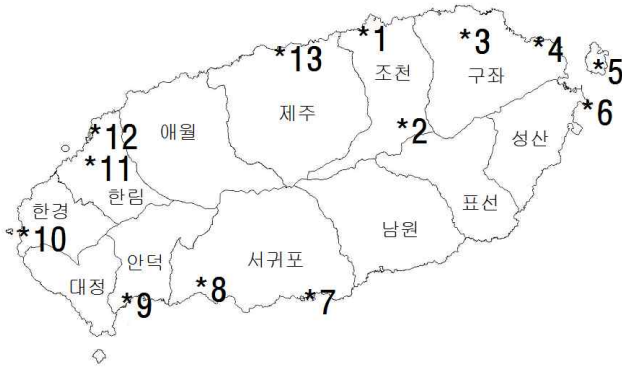 *1
*3
*4
*13
조천
구좌
*5
제주
*6
*12
애월
*2
성산
*11
한림
한경
표선
*10
남원
안덕
서귀포
대정
*8
*9
*7